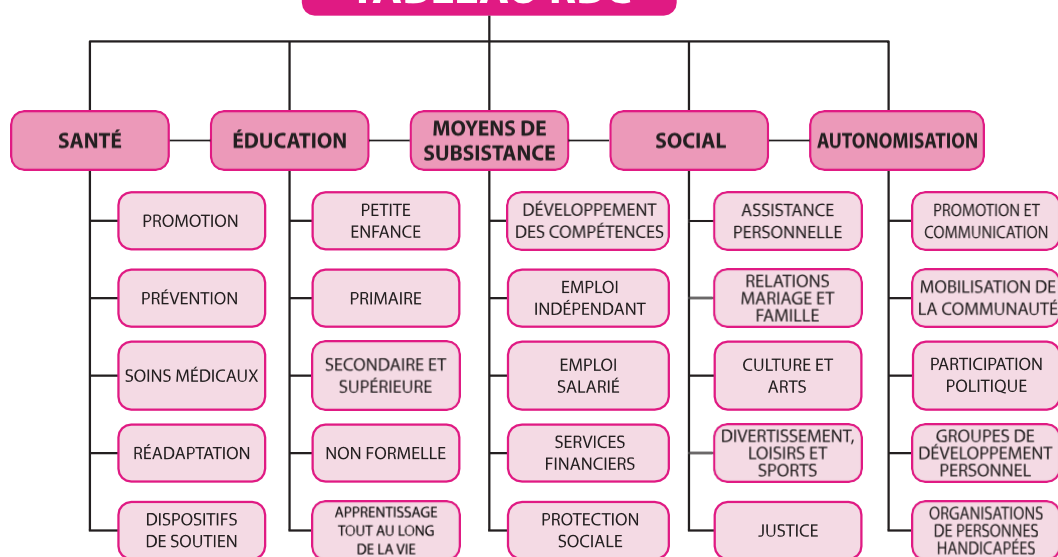 TABLEAU RBC
SANTÉ
ÉDUCATION
MOYENS DE
SUBSISTANCE
SOCIAL
AUTONOMISATION
PROMOTION
PRÉVENTION
SOINS MÉDICAUX
RÉADAPTATION
DISPOSITIFS
DE SOUTIEN
PETITE
ENFANCE
PRIMAIRE
SECONDAIRE ET
SUPÉRIEURE
NON FORMELLE
APPRENTISSAGE
TOUT AU LONG
DE LA VIE
DÉVELOPPEMENT
DES COMPÉTENCES
EMPLOI
INDÉPENDANT
EMPLOI
SALARIÉ
SERVICES
FINANCIERS
PROTECTION
SOCIALE
ASSISTANCE
PERSONNELLE
RELATIONS
MARIAGE ET
FAMILLE
CULTURE ET
ARTS
DIVERTISSEMENT,
LOISIRS ET
SPORTS
JUSTICE
PROMOTION ET
COMMUNICATION
MOBILISATION DE
LA COMMUNAUTÉ
PARTICIPATION
POLITIQUE
GROUPES DE
DÉVELOPPEMENT
PERSONNEL
ORGANISATIONS
DE PERSONNES
HANDICAPÉES